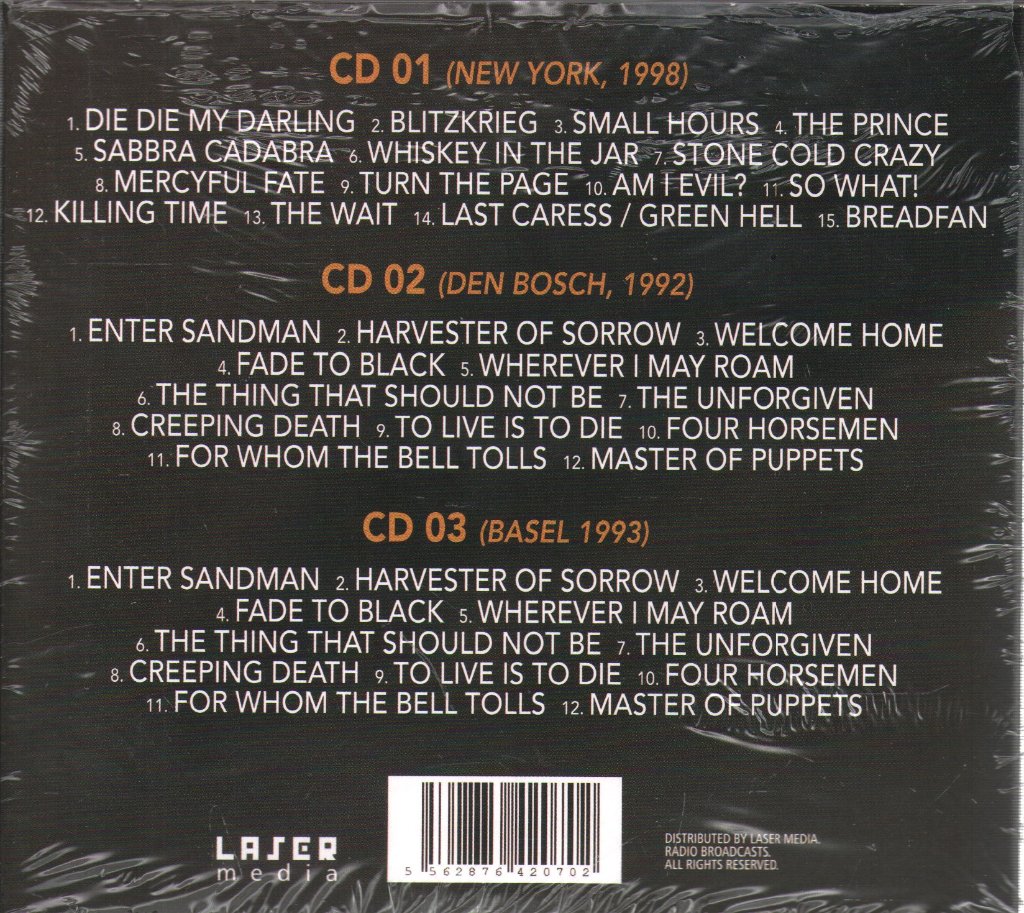 CD 01 (NEW YORK, 1998)
1. DIE DIE MY DARLING 2. BLITZKRIEG 3. SMALL HOURS 4. THE PRINCE
5. SABBRA CADABRA 6. WHISKEY IN THE JAR 7. STONE COLD CRAZY
8. MERCYFUL FATE 9. TURN THE PAGE 10. AM I EVIL? 11. SO WHAT!
12. KILLING TIME 13. THE WAIT 14. LAST CARESS / GREEN HELL 15. BREADFAN
CD 02 (DEN BOSCH, 1992)
1. ENTER SANDMAN 2. HARVESTER OF SORROW 3. WELCOME HOME
4. FADE TO BLACK 5. WHEREVER I MAY ROAM
6. THE THING THAT SHOULD NOT BE 7. THE UNFORGIVEN
8. CREEPING DEATH 9. TO LIVE IS TO DIE 10. FOUR HORSEMEN
11. FOR WHOM THE BELL TOLLS 12. MASTER OF PUPPETS
CD 03 (BASEL 1993)
1. ENTER SANDMAN 2. HARVESTER OF SORROW 3. WELCOME HOME
4. FADE TO BLACK 5. WHEREVER I MAY ROAM
6. THE THING THAT SHOULD NOT BE 7. THE UNFORGIVEN
8. CREEPING DEATH 9. TO LIVE IS TO DIE 10. FOUR HORSEMEN
11. FOR WHOM THE BELL TOLLS 12. MASTER OF PUPPETS
LASER
media
5 562876 420702
DISTRIBUTED BY LASER MEDIA.
RADIO BROADCASTS.
ALL RIGHTS RESERVED.